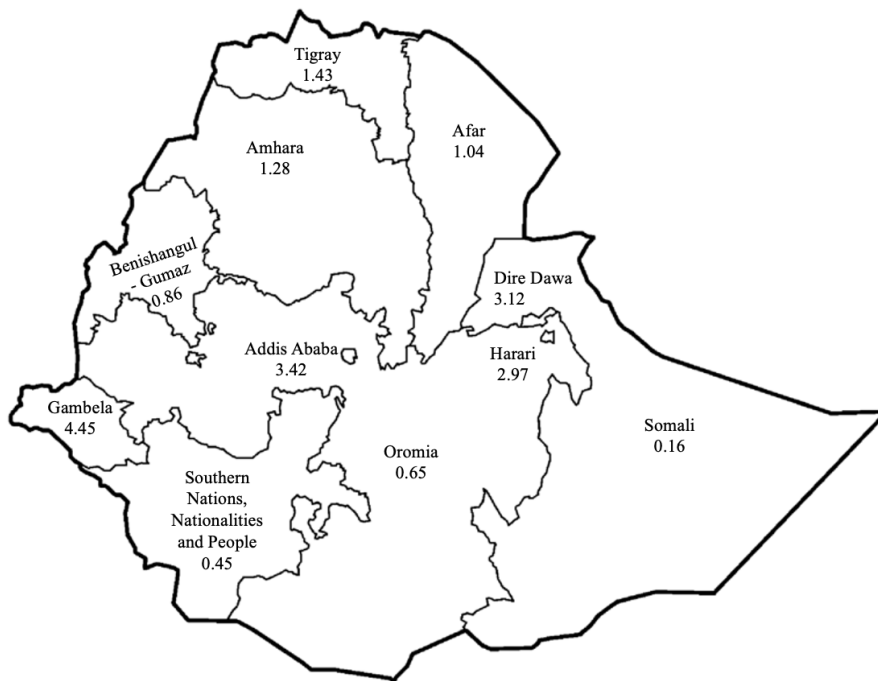 Tigray
1.43
Afar
1.04
Amhara
1.28
Benishangul
- Gumaz
0.86
Dire Dawa
3.12
Addis Ababa
3.42
Harari
2.97
Gambela
4.45
Somali
0.16
Oromia
0.65
Southern
Nations,
Nationalities
and People
0.45